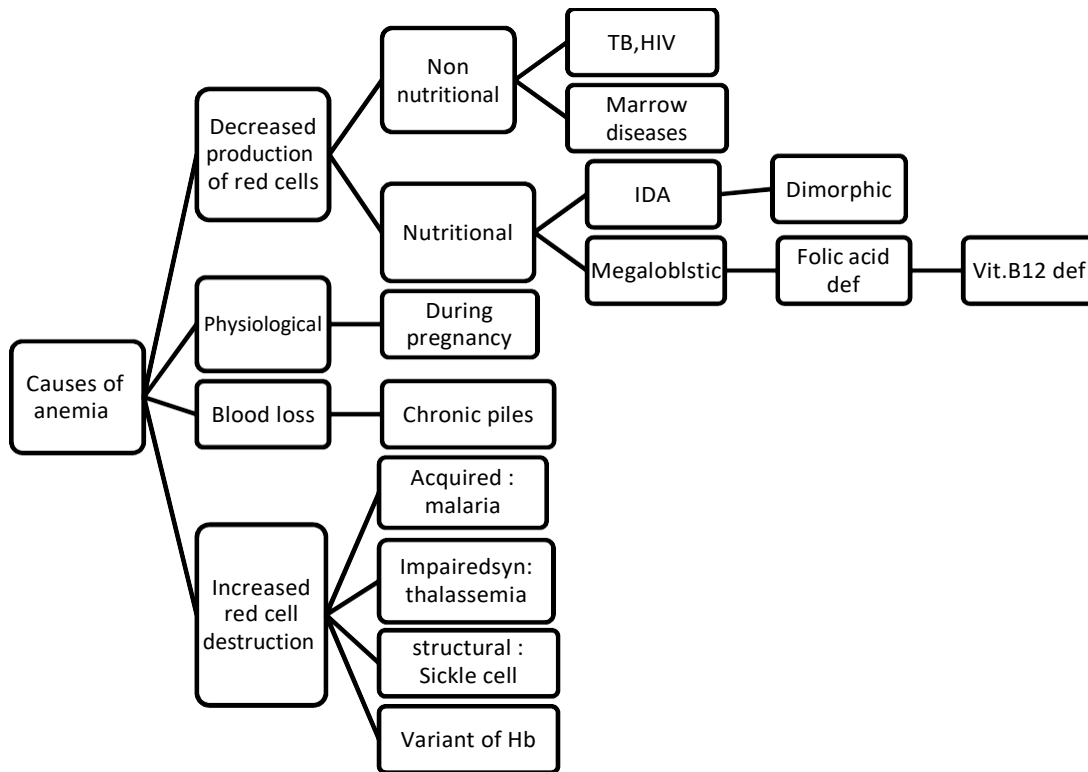 Causes of
anemia
Decreased
production
of red cells
Non
nutritional
TB,HIV
Marrow
diseases
Nutritional
IDA
Dimorphic
Megaloblstic
Folic acid
def
Vit.B12 def
Physiological
During
pregnancy
Blood loss
Chronic piles
Increased
red cell
destruction
Acquired :
malaria
Impairedsyn:
thalassemia
structural :
Sickle cell
Variant of Hb